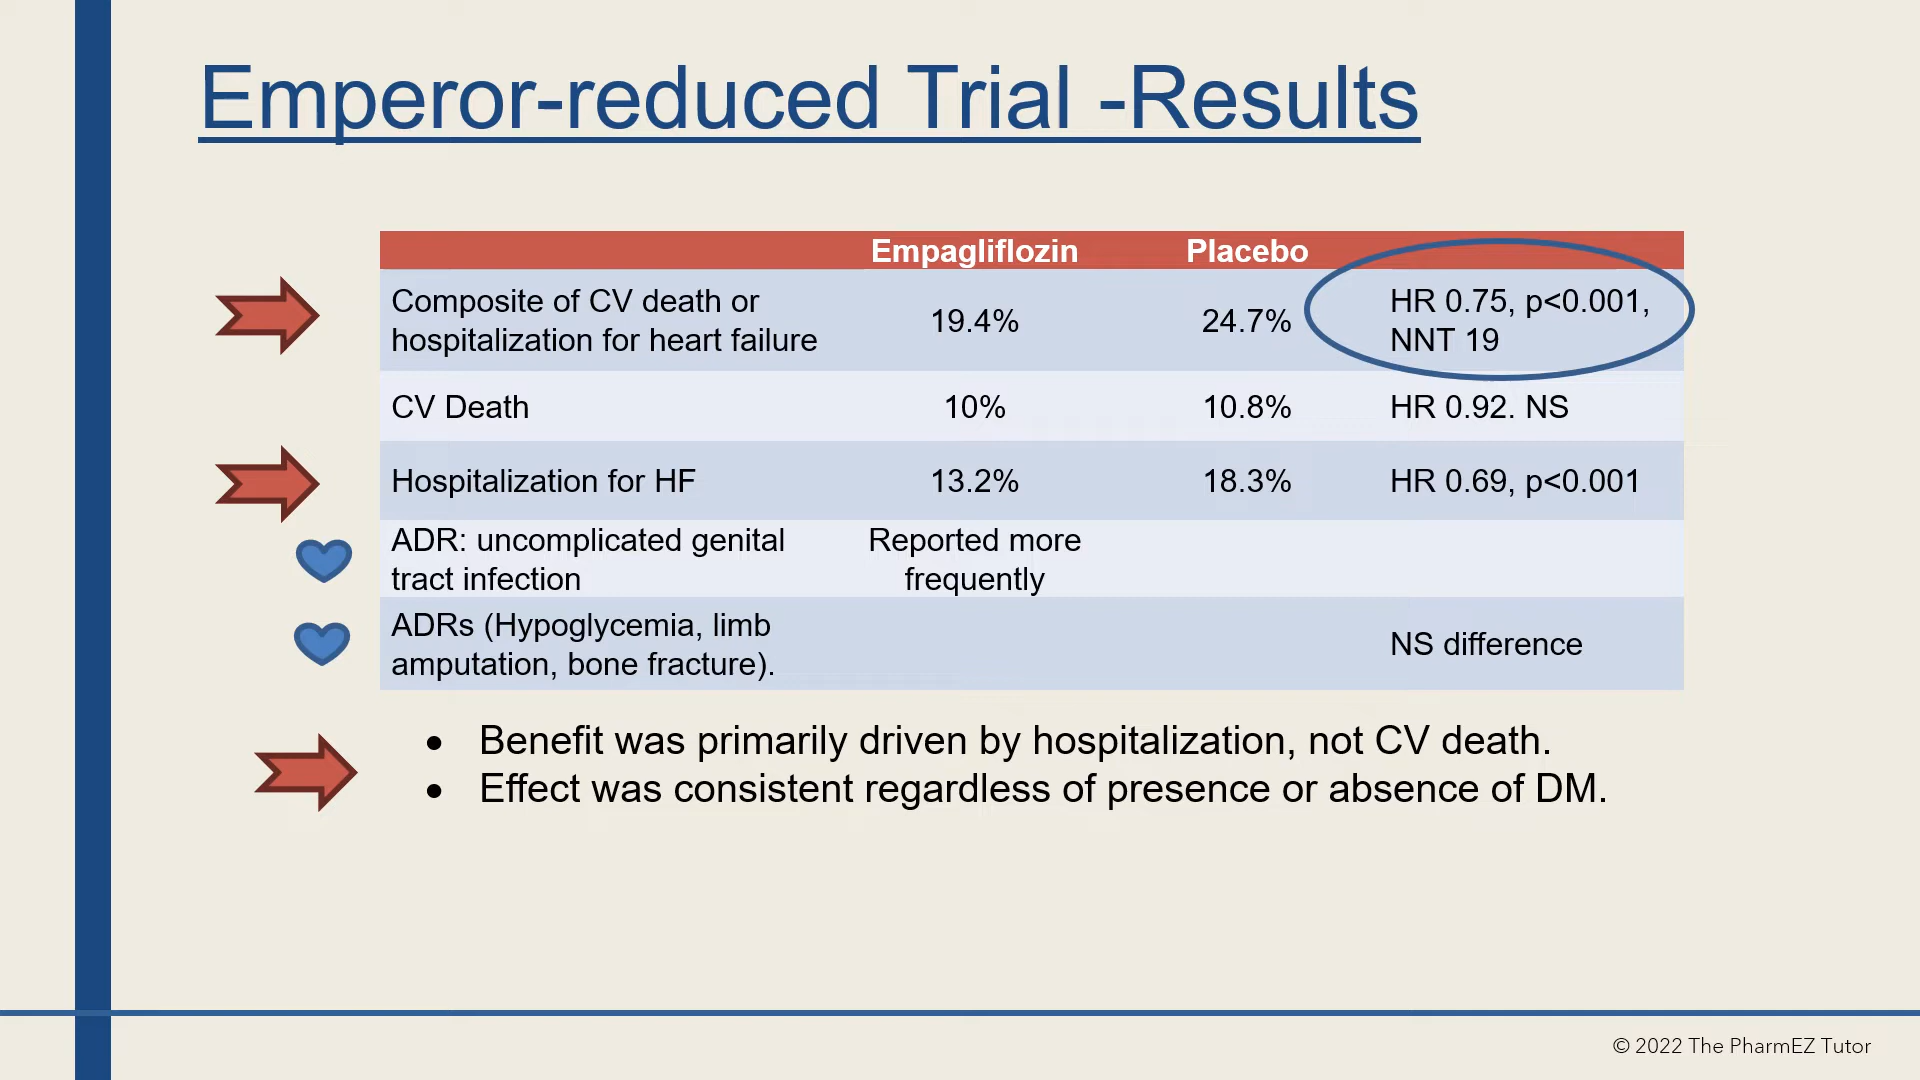 Emperor-reduced Trial -Results
Empagliflozin Placebo
Composite of CV death or
hospitalization for heart failure
19.4% 24.7%
HR 0.75, p<0.001,
NNT 19
CV Death 10% 10.8% HR 0.92. NS
Hospitalization for HF 13.2% 18.3% HR 0.69, p<0.001
ADR: uncomplicated genital
tract infection
Reported more
frequently
ADRs (Hypoglycemia, limb
amputation, bone fracture).
NS difference
• Benefit was primarily driven by hospitalization, not CV death.
• Effect was consistent regardless of presence or absence of DM.
© 2022 The PharmEZ Tutor